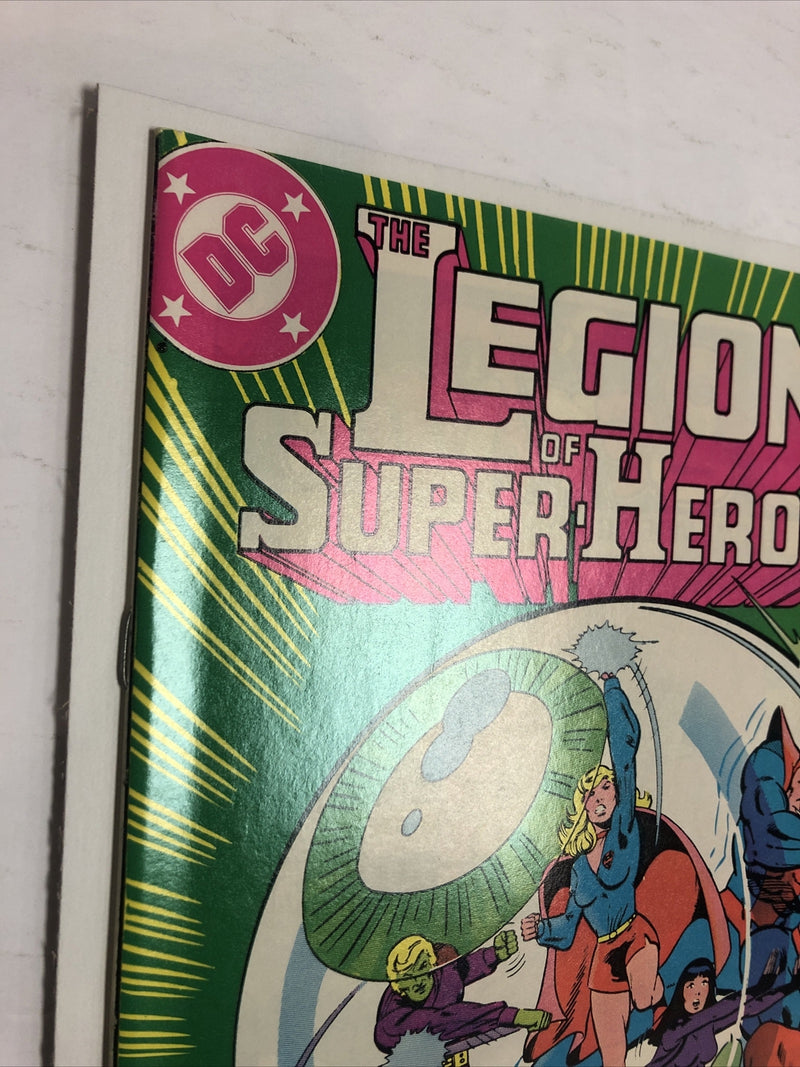 DC
THE
LEGION
OF
SUPER-HERO